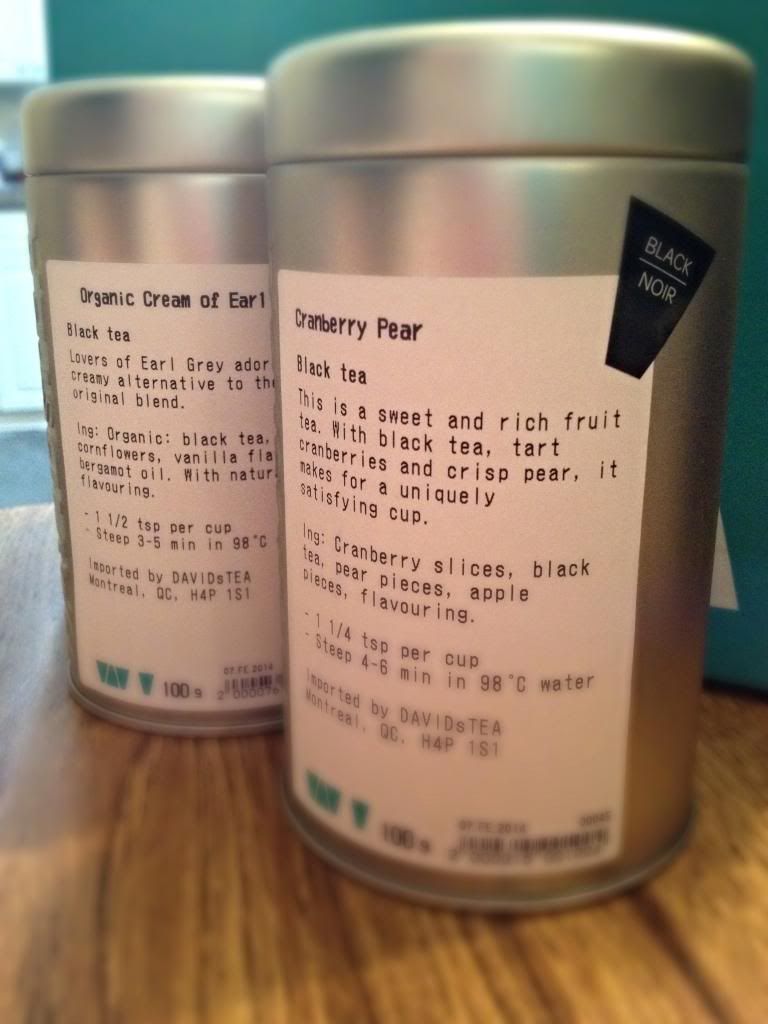 Organic Cream of Earl
Black tea
Lovers of Earl Grey ador
creamy alternative to the
original blend.
Ing: Organic: black tea,
cornflowers, vanilla fla
bergamot oil. With natur
flavouring.
- 1 1/2 tsp per cup
- Steep 3-5 min in 98°C
Imported by DAVIDsTEA
Montreal, QC, H4P 1S1
100 g
07.FE.2014
BLACK
NOIR
Cranberry Pear
Black tea
This is a sweet and rich fruit
tea. With black tea, tart
cranberries and crisp pear, it
makes for a uniquely
satisfying cup.
Ing: Cranberry slices, black
tea, pear pieces, apple
pieces, flavouring.
- 1 1/4 tsp per cup
- Steep 4-6 min in 98°C water
Imported by DAVIDsTEA
Montreal, QC, H4P 1S1
100 g
07.FE.2014